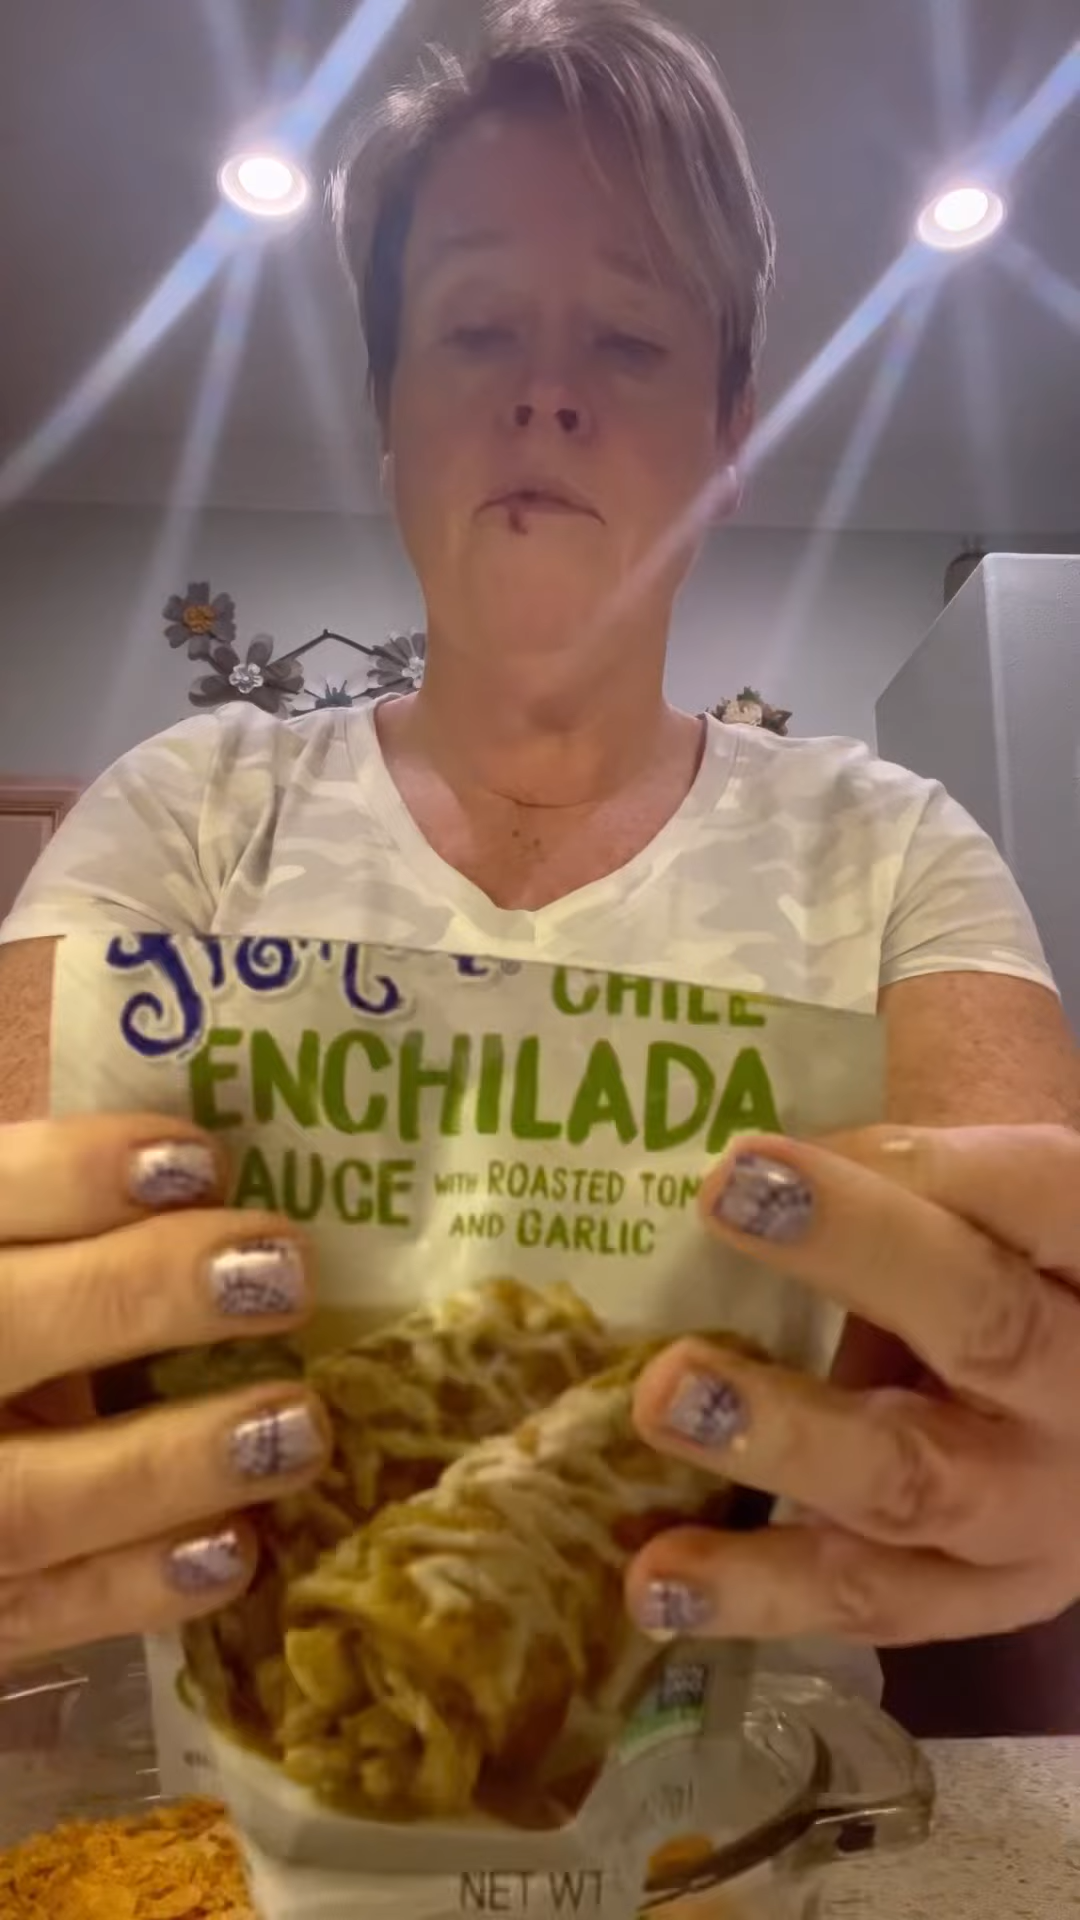 CHILE
ENCHILADA
AUCE WITH ROASTED TOM
AND GARLIC
NET WT